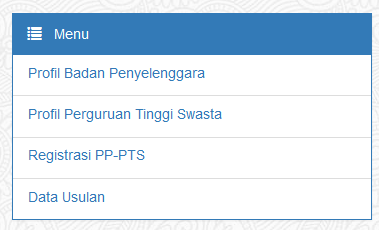 Menu
Profil Badan Penyelenggara
Profil Perguruan Tinggi Swasta
Registrasi PP-PTS
Data Usulan